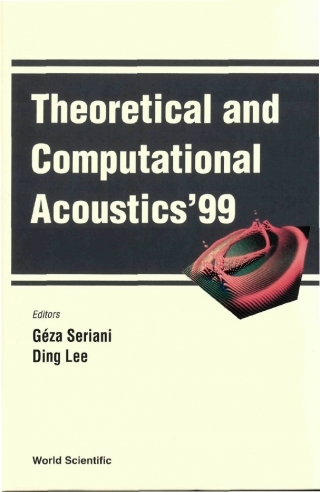 Theoretical and
Computational
Acoustics'99
Editors
Géza Seriani
Ding Lee
World Scientific